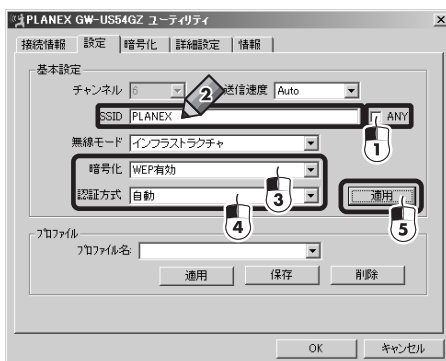 PLANEX GW-US54GZ ユーティリティ
接続情報 設定 暗号化 詳細設定 情報
基本設定
チャンネル 6 送信速度 Auto
2
SSID PLANEX ANY
1
無線モード インフラストラクチャ
暗号化 WEP有効
3
認証方式 自動 適用
4 5
プロファイル
プロファイル名:
適用 保存 削除
OK キャンセル